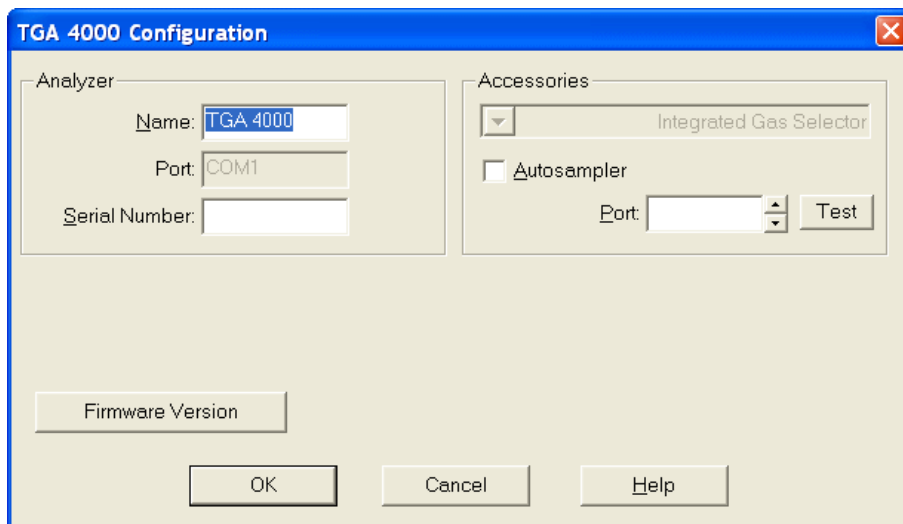 TGA 4000 Configuration
Analyzer
Name: TGA 4000
Port: COM1
Serial Number:
Accessories
Integrated Gas Selector
Autosampler
Port:
Test
Firmware Version
OK
Cancel
Help